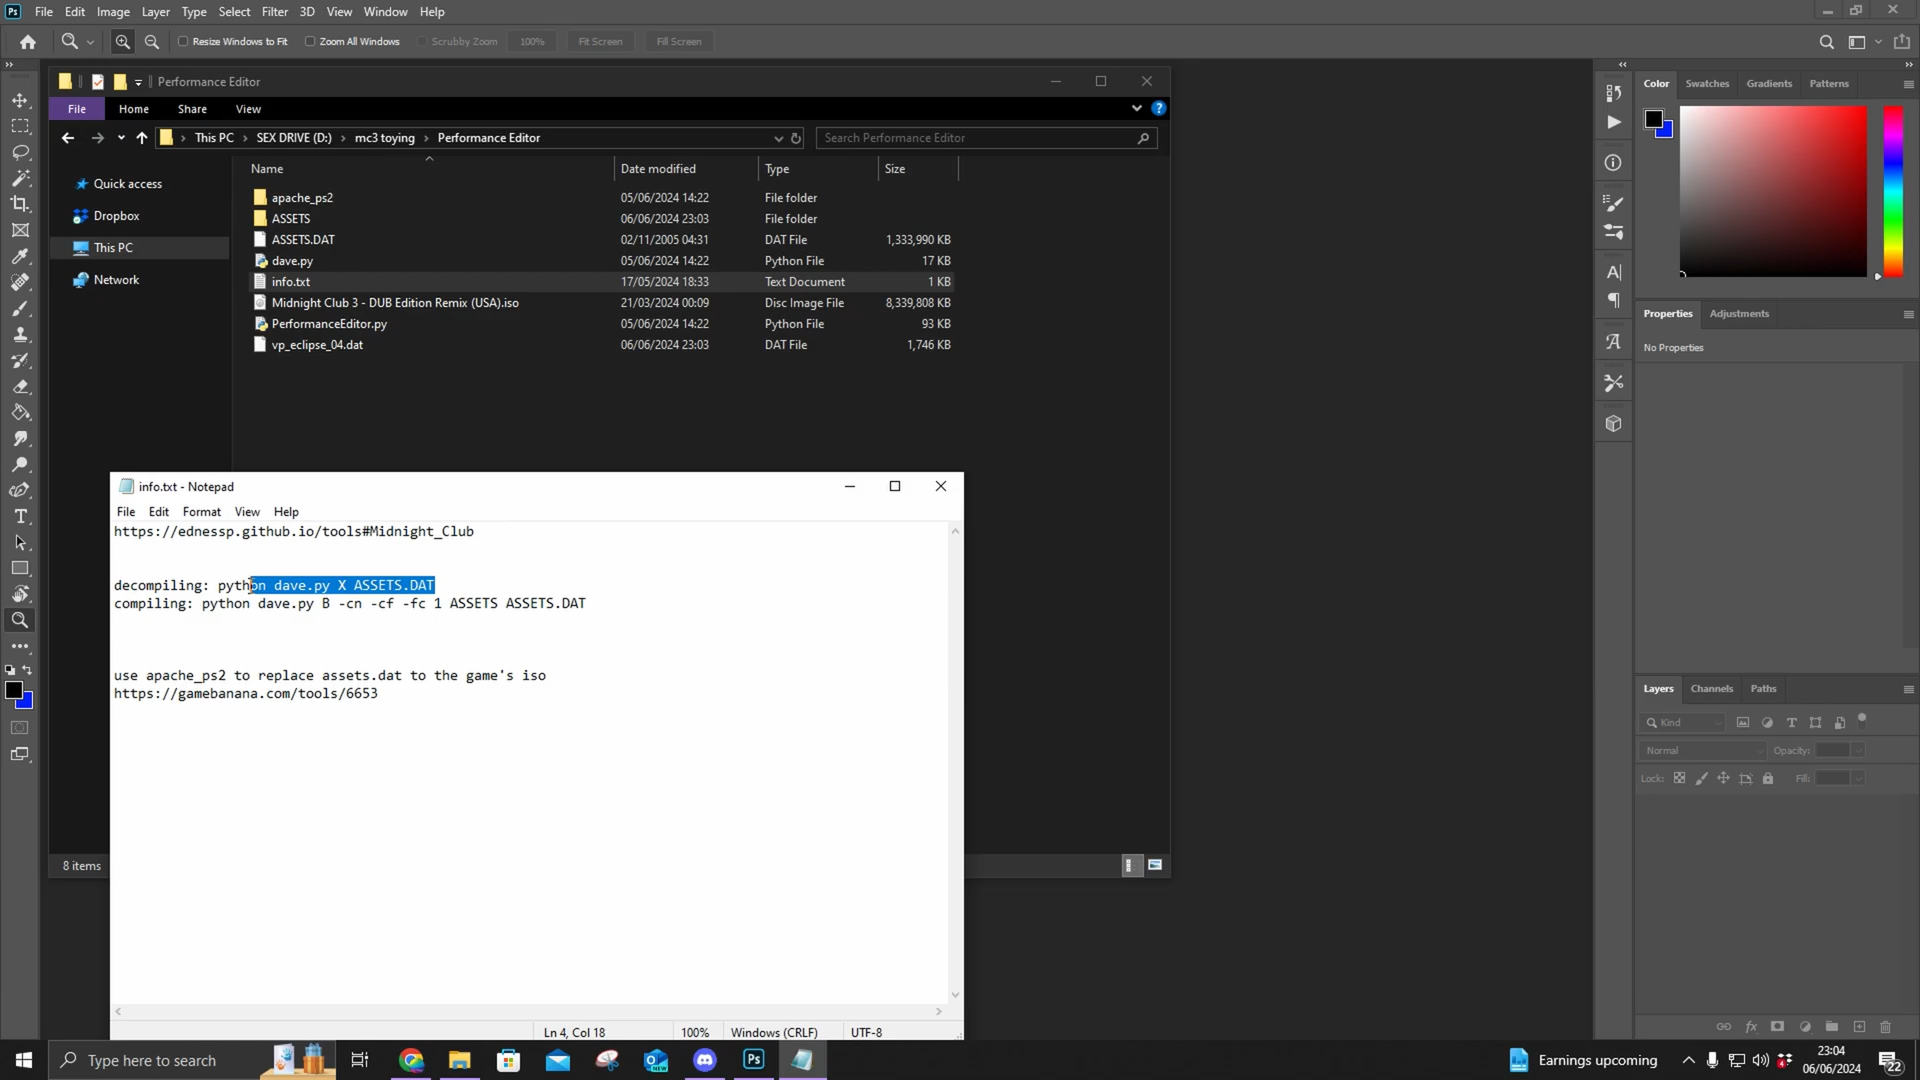 Ps File Edit Image Layer Type Select Filter 3D View Window Help
Resize Windows to Fit Zoom All Windows Scrubby Zoom 100% Fit Screen Fill Screen
Performance Editor
File Home Share View
This PC SEX DRIVE (D:) mc3 toying Performance Editor Search Performance Editor
Name Date modified Type Size
Quick access
Dropbox
This PC
Network
apache_ps2 05/06/2024 14:22 File folder
ASSETS 06/06/2024 23:03 File folder
ASSETS.DAT 02/11/2005 04:31 DAT File 1,333,990 KB
dave.py 05/06/2024 14:22 Python File 17 KB
info.txt 17/05/2024 18:33 Text Document 1 KB
Midnight Club 3 - DUB Edition Remix (USA).iso 21/03/2024 00:09 Disc Image File 8,339,808 KB
PerformanceEditor.py 05/06/2024 14:22 Python File 93 KB
vp_eclipse_04.dat 06/06/2024 23:03 DAT File 1,746 KB
8 items
info.txt - Notepad
File Edit Format View Help
https://ednessp.github.io/tools#Midnight_Club
decompiling: python dave.py X ASSETS.DAT
compiling: python dave.py B -cn -cf -fc 1 ASSETS ASSETS.DAT
use apache_ps2 to replace assets.dat to the game's iso
https://gamebanana.com/tools/6653
Ln 4, Col 18 100% Windows (CRLF) UTF-8
Color Swatches Gradients Patterns
Properties Adjustments
No Properties
Layers Channels Paths
Kind
Normal Opacity:
Lock: Fill:
Type here to search
Ps
Earnings upcoming
23:04
06/06/2024
22